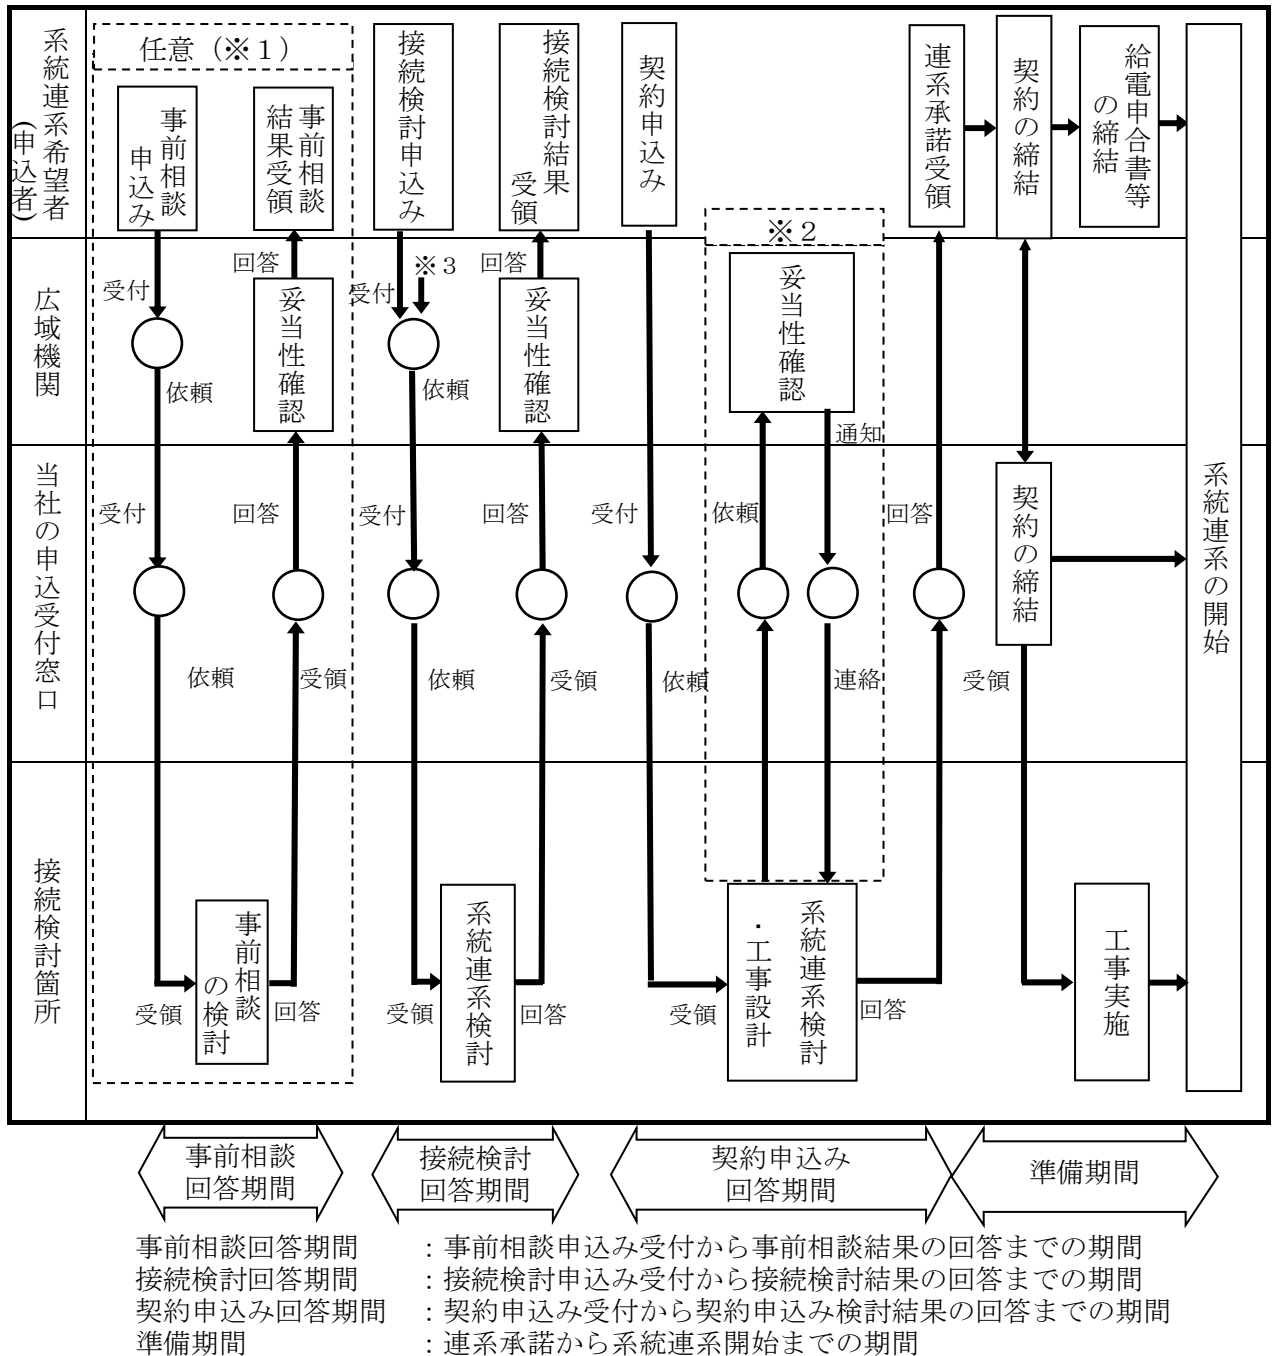 系統連系希望者
(申込者)
任意（※１）
事前相談
申込み
事前相談
結果受領
接続検討申込み
接続検討結果
受領
契約申込み
※２
連系承諾受領
契約の締結
給電申合書等
の締結
系統連系の開始
広域機関
受付
回答
妥当性確認
依頼
受付
※３
回答
妥当性確認
依頼
妥当性確認
通知
当社の申込受付窓口
受付
回答
受付
回答
受付
依頼
回答
契約の締結
依頼
受領
依頼
受領
依頼
連絡
受領
接続検討箇所
事前相談
の検討
受領
回答
系統連系検討
受領
回答
系統連系検討
・工事設計
受領
回答
工事実施
事前相談
回答期間
接続検討
回答期間
契約申込み
回答期間
準備期間
事前相談回答期間　　：事前相談申込み受付から事前相談結果の回答までの期間
接続検討回答期間　　：接続検討申込み受付から接続検討結果の回答までの期間
契約申込み回答期間　：契約申込み受付から契約申込み検討結果の回答までの期間
準備期間　　　　　　：連系承諾から系統連系開始までの期間